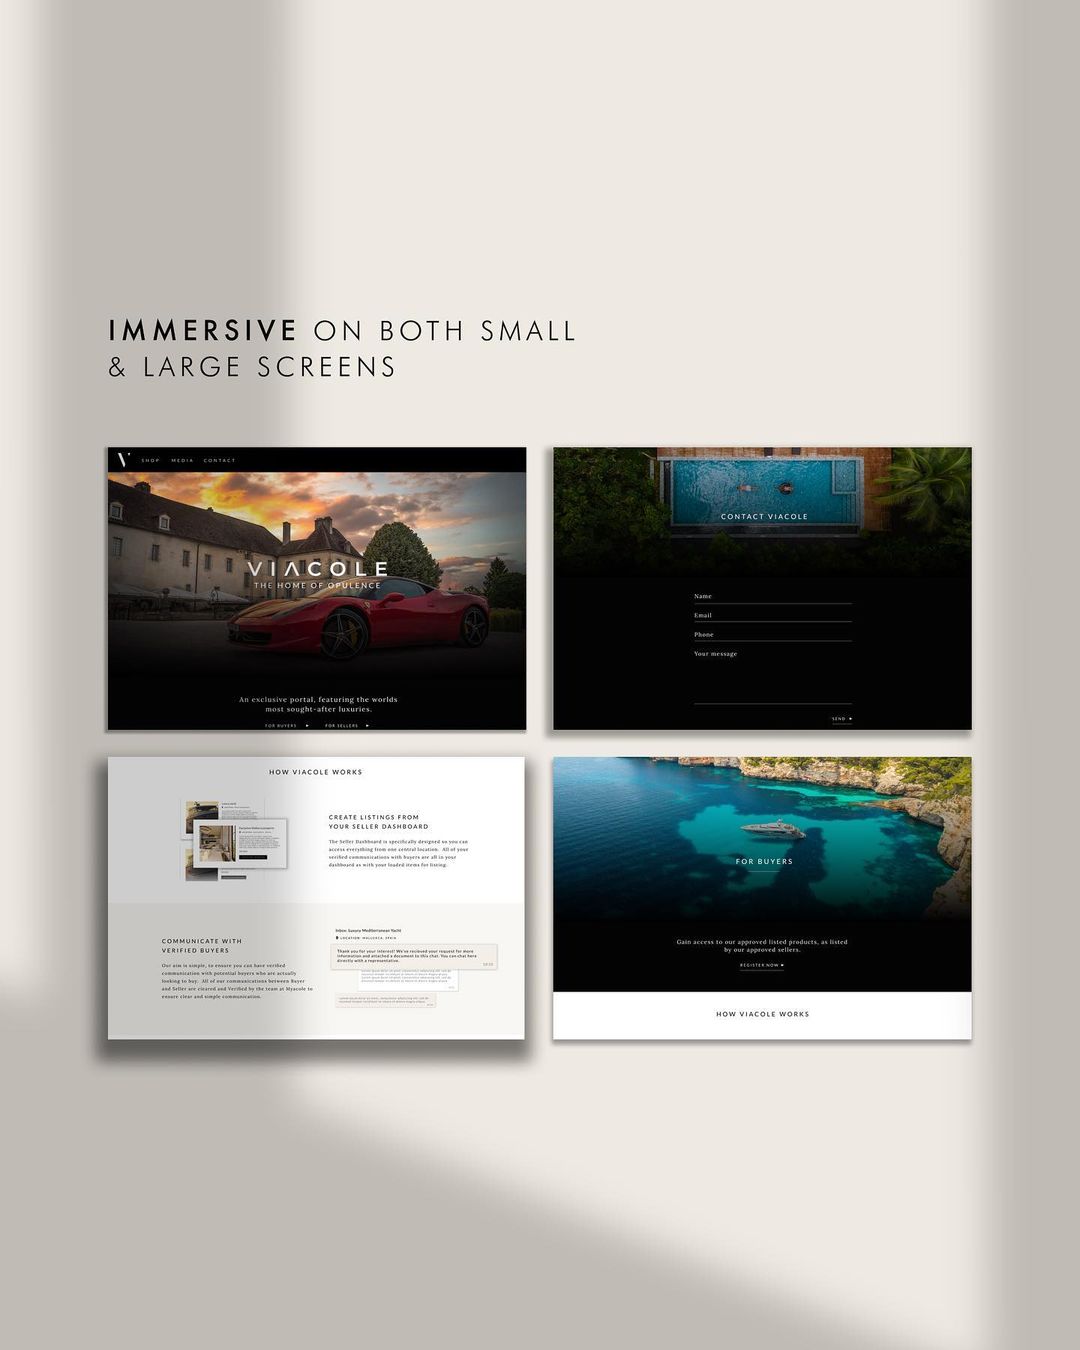 IMMERSIVE ON BOTH SMALL
& LARGE SCREENS
V SHOP MEDIA CONTACT
VIACOLE
THE HOME OF OPULENCE
An exclusive portal, featuring the worlds
most sought-after luxuries.
FOR BUYERS FOR SELLERS
CONTACT VIACOLE
Name
Email
Phone
Your message
SEND
HOW VIACOLE WORKS
CREATE LISTINGS FROM
YOUR SELLER DASHBOARD
The Seller Dashboard is specifically designed so you can
access everything from one central location. All of your
verified communications with buyers are all in your
dashboard as with your loaded items for listing.
COMMUNICATE WITH
VERIFIED BUYERS
Our aim is simple, to ensure you can have verified
communication with potential buyers who are actually
looking to buy. All of our communications between Buyer
and Seller are cleared and Verified by the team at Myacole to
ensure clear and simple communication.
Inbox: Luxury Mediterranean Yacht
LOCATION: MALLORCA, SPAIN
Thank you for your interest! We've recieved your request for more
information and attached a document to this chat. You can chat here
directly with a representative.
FOR BUYERS
Gain access to our approved listed products, as listed
by our approved sellers.
REGISTER NOW
HOW VIACOLE WORKS